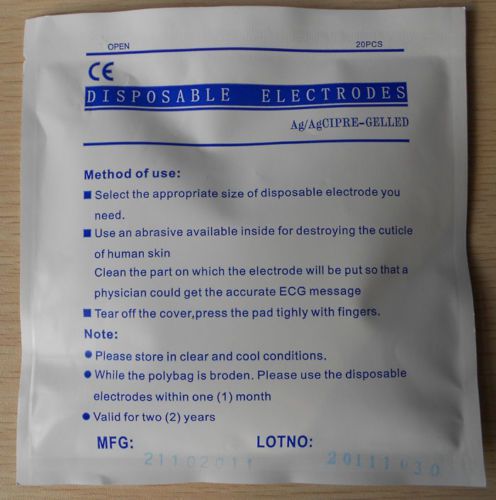 OPEN 20PCS
CE
DISPOSABLE ELECTRODES
Ag/AgCIPRE-GELLED
Method of use:
■ Select the appropriate size of disposable electrode you
need.
■ Use an abrasive available inside for destroying the cuticle
of human skin
Clean the part on which the electrode will be put so that a
physician could get the accurate ECG message
■ Tear off the cover,press the pad tighly with fingers.
Note:
● Please store in clear and cool conditions.
● While the polybag is broden. Please use the disposable
electrodes within one (1) month
● Valid for two (2) years
MFG: LOTNO:
21102011 20111030